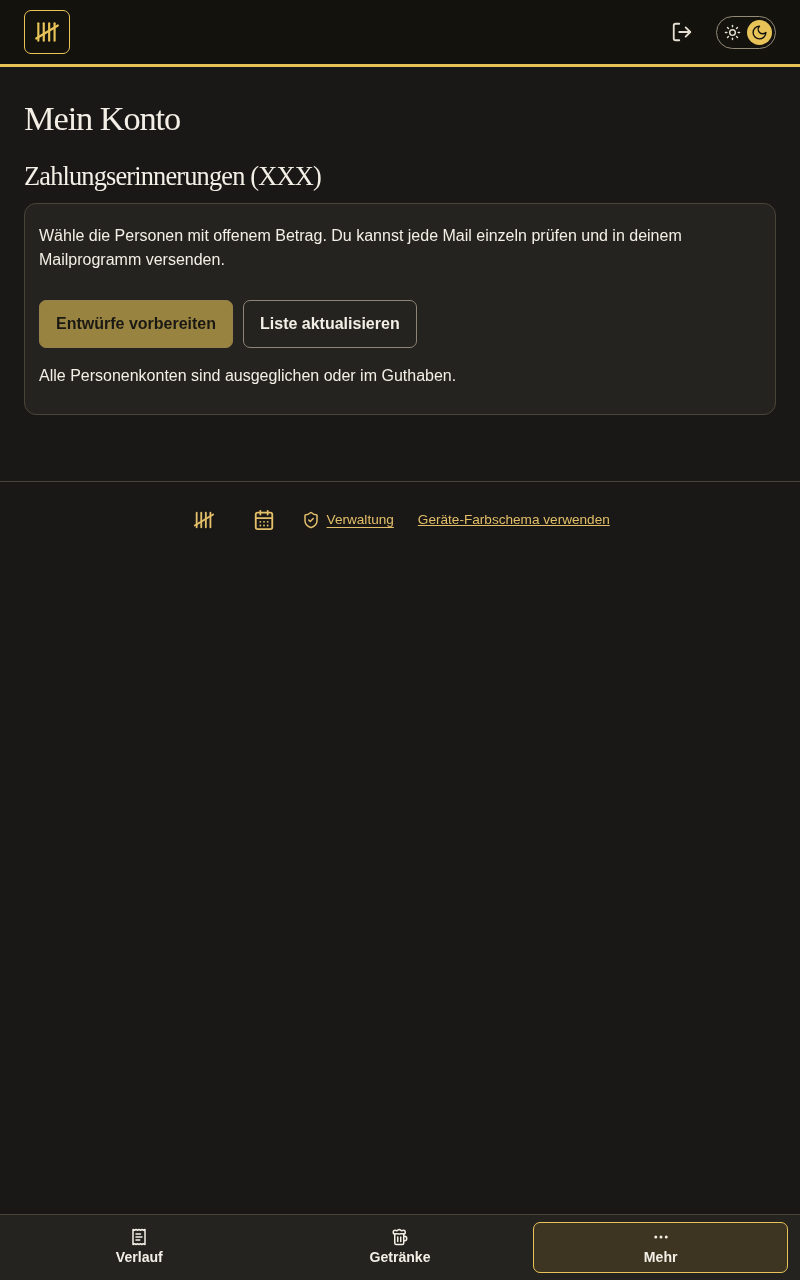 Mein Konto
Zahlungserinnerungen (XXX)
Wähle die Personen mit offenem Betrag. Du kannst jede Mail einzeln prüfen und in deinem
Mailprogramm versenden.
Entwürfe vorbereiten
Liste aktualisieren
Alle Personenkonten sind ausgeglichen oder im Guthaben.
Verwaltung
Geräte-Farbschema verwenden
Verlauf
Getränke
Mehr